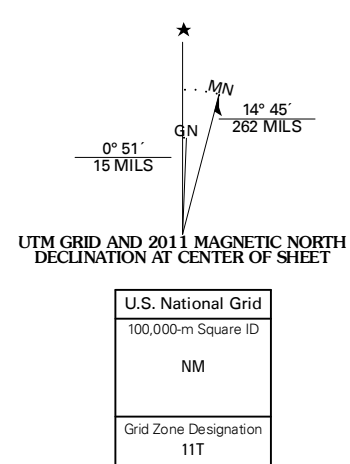 ★
MN
GN
14° 45´
262 MILS
0° 51´
15 MILS
UTM GRID AND 2011 MAGNETIC NORTH
DECLINATION AT CENTER OF SHEET
U.S. National Grid
100,000-m Square ID
NM
Grid Zone Designation
11T